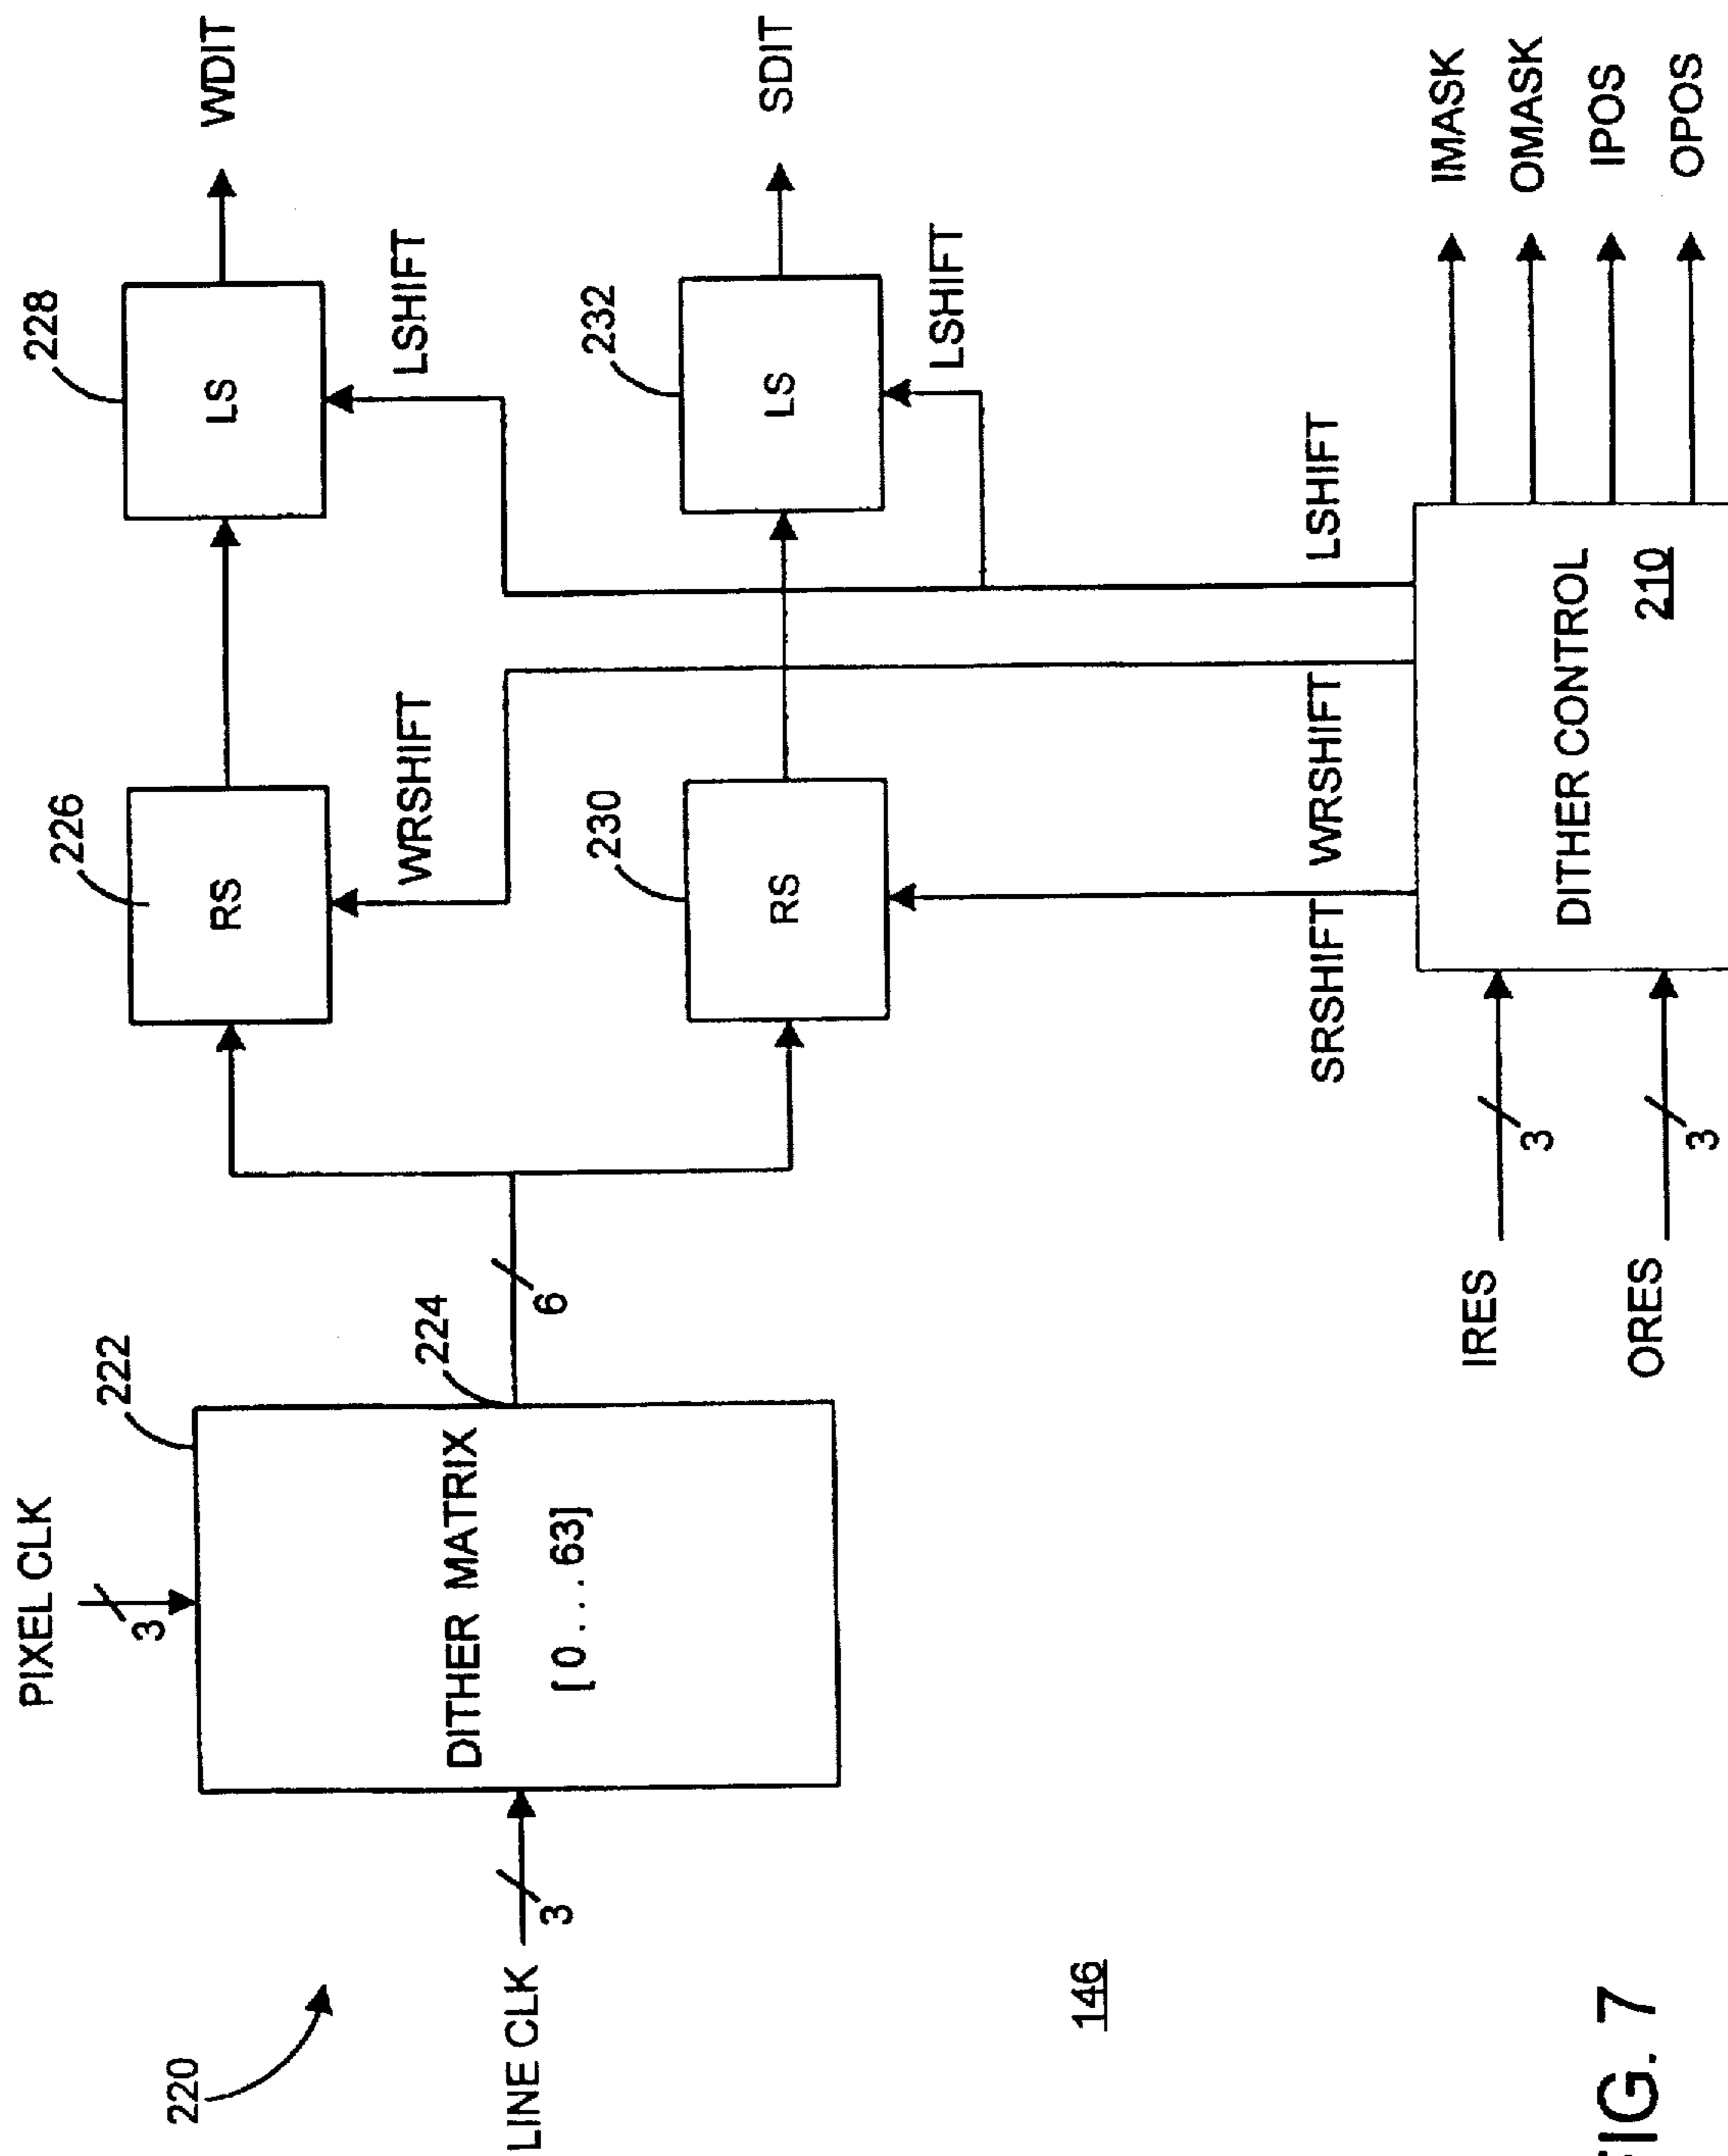 220
PIXEL CLK
3
222
LINE CLK
3
DITHER MATRIX
[ 0 . . . 63]
224
6
226
RS
WRSHIFT
228
LS
LSHIFT
WDIT
230
RS
232
LS
LSHIFT
SDIT
SRSHIFT
WRSHIFT
LSHIFT
IRES
3
ORES
3
DITHER CONTROL
210
IMASK
OMASK
IPOS
OPOS
146
FIG. 7